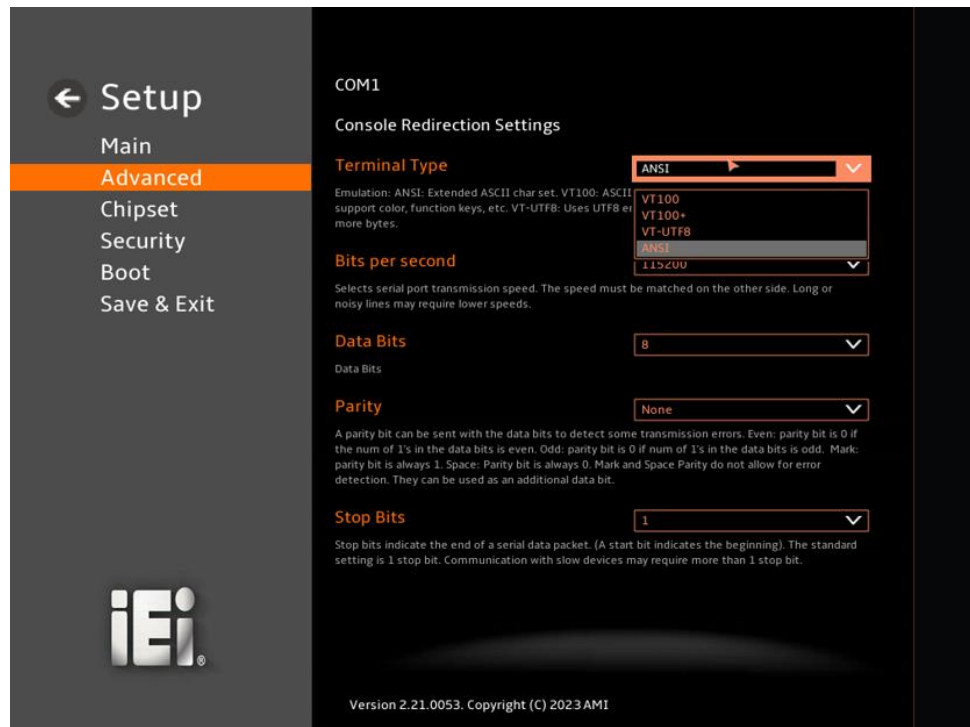 Setup
Main
Advanced
Chipset
Security
Boot
Save & Exit
iEi®
COM1
Console Redirection Settings
Terminal Type
ANSI
Emulation: ANSI: Extended ASCII char set. VT100: ASCII
support color, function keys, etc. VT-UTF8: Uses UTF8
more bytes.
VT100
VT100+
VT-UTF8
ANSI
Bits per second
115200
Selects serial port transmission speed. The speed must be matched on the other side. Long or
noisy lines may require lower speeds.
Data Bits
8
Data Bits
Parity
None
A parity bit can be sent with the data bits to detect some transmission errors. Even: parity bit is 0 if
the num of 1's in the data bits is even. Odd: parity bit is 0 if num of 1's in the data bits is odd. Mark:
parity bit is always 1. Space: Parity bit is always 0. Mark and Space Parity do not allow for error
detection. They can be used as an additional data bit.
Stop Bits
1
Stop bits indicate the end of a serial data packet. (A start bit indicates the beginning). The standard
setting is 1 stop bit. Communication with slow devices may require more than 1 stop bit.
Version 2.21.0053. Copyright (C) 2023 AMI